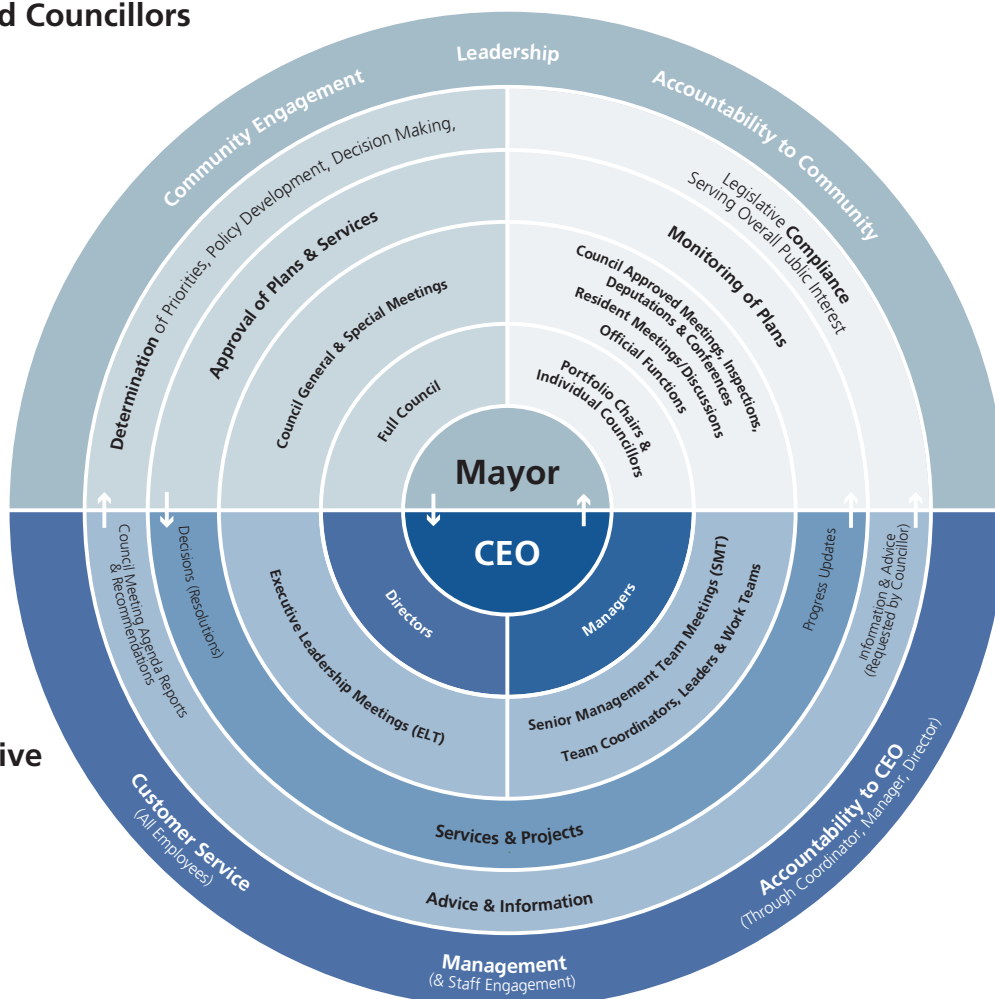 d Councillors
Leadership
Community Engagement
Accountability to Community
Determination of Priorities, Policy Development, Decision Making,
Legislative Compliance
Serving Overall Public Interest
Approval of Plans & Services
Monitoring of Plans
Council General & Special Meetings
Council Approved Meetings, Inspections,
Deputations & Conferences
Resident Meetings/Discussions
Official Functions
Full Council
Portfolio Chairs &
Individual Councillors
Mayor
CEO
Directors
Managers
Executive Leadership Meetings (ELT)
Senior Management Team Meetings (SMT)
Team Coordinators, Leaders & Work Teams
Decisions (Resolutions)
Progress Updates
Council Meeting Agenda Reports
& Recommendations
Information & Advice
(Requested by Councillor)
Services & Projects
Advice & Information
ive
Customer Service
(All Employees)
Accountability to CEO
(Through Coordinator, Manager, Director)
Management
(& Staff Engagement)